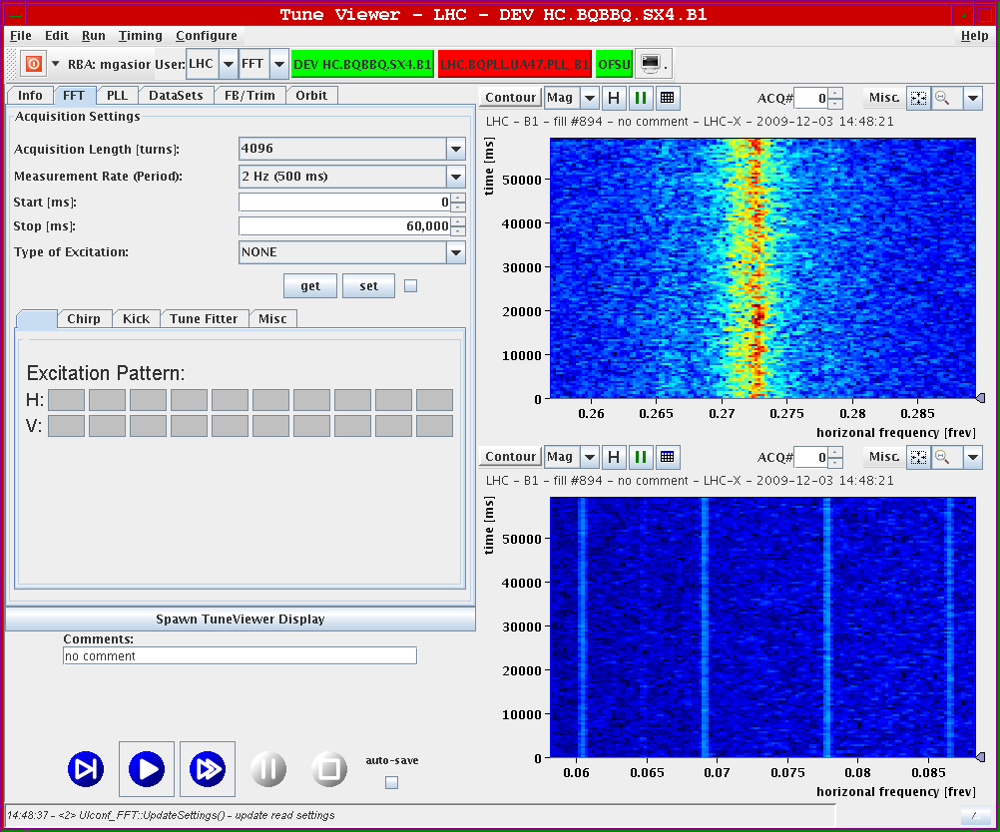 Tune Viewer - LHC - DEV HC.BQBBQ.SX4.B1
File Edit Run Timing Configure Help
RBA: mgasior User: LHC FFT DEV HC.BQBBQ.SX4.B1 LHC.BQPLL.UA47.PLL_B1 OFSU
Info FFT PLL DataSets FB/Trim Orbit
Acquisition Settings
Acquisition Length [turns]: 4096
Measurement Rate (Period): 2 Hz (500 ms)
Start [ms]: 0
Stop [ms]: 60,000
Type of Excitation: NONE
get set
Chirp Kick Tune Fitter Misc
Excitation Pattern:
H:
V:
Spawn TuneViewer Display
Comments:
no comment
auto-save
Contour Mag H ACQ# 0 Misc.
LHC - B1 - fill #894 - no comment - LHC-X - 2009-12-03 14:48:21
time [ms]
50000
40000
30000
20000
10000
0
0.26 0.265 0.27 0.275 0.28 0.285
horizonal frequency [frev]
Contour Mag H ACQ# 0 Misc.
LHC - B1 - fill #894 - no comment - LHC-X - 2009-12-03 14:48:21
time [ms]
50000
40000
30000
20000
10000
0
0.06 0.065 0.07 0.075 0.08 0.085
horizonal frequency [frev]
14:48:37 - <2> UIconf_FFT::UpdateSettings() - update read settings